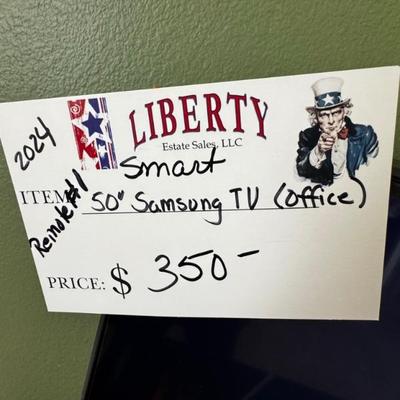 2024
LIBERTY
Estate Sales, LLC
Smart
ITEM: 50" Samsung TV (Office)
Remote #1
PRICE: $ 350-